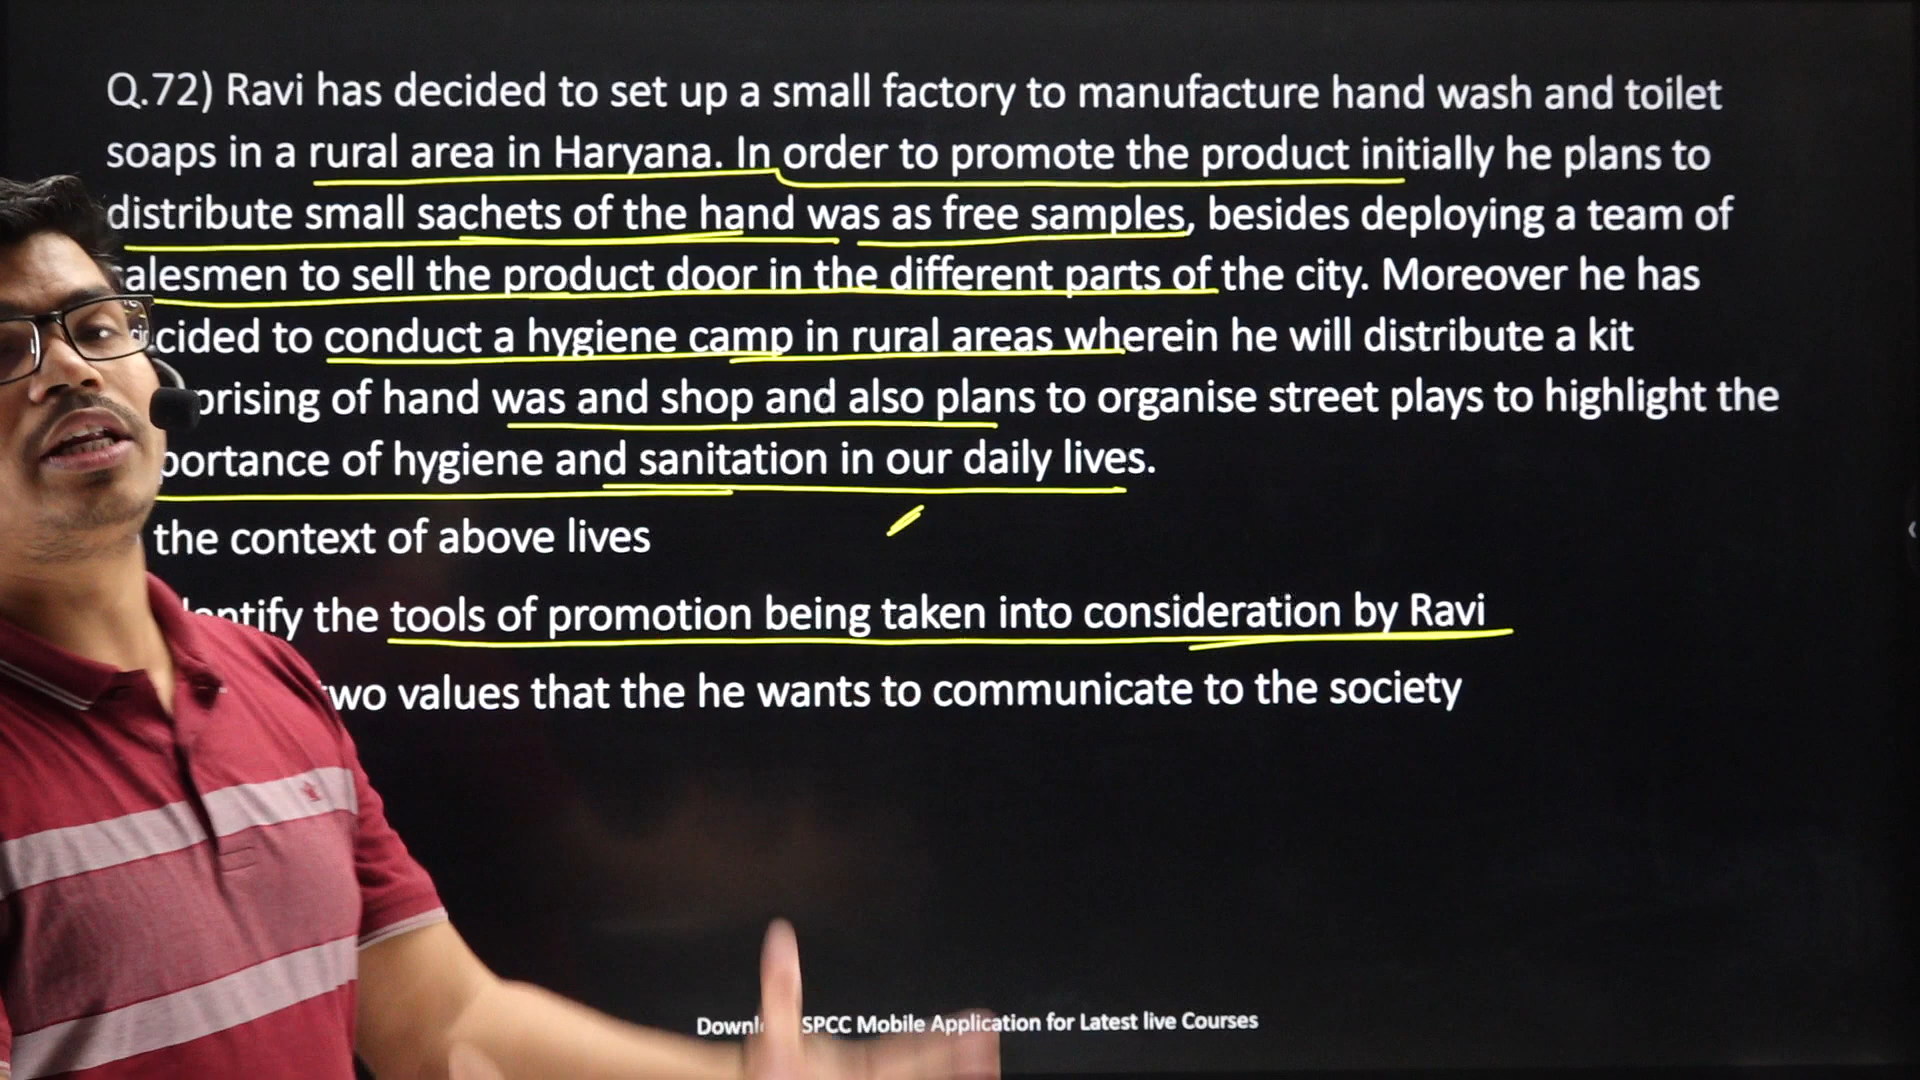 Q.72) Ravi has decided to set up a small factory to manufacture hand wash and toilet
soaps in a rural area in Haryana. In order to promote the product initially he plans to
distribute small sachets of the hand was as free samples, besides deploying a team of
alesmen to sell the product door in the different parts of the city. Moreover he has
cided to conduct a hygiene camp in rural areas wherein he will distribute a kit
prising of hand was and shop and also plans to organise street plays to highlight the
portance of hygiene and sanitation in our daily lives.
the context of above lives
entify the tools of promotion being taken into consideration by Ravi
two values that the he wants to communicate to the society
Downl SPCC Mobile Application for Latest live Courses